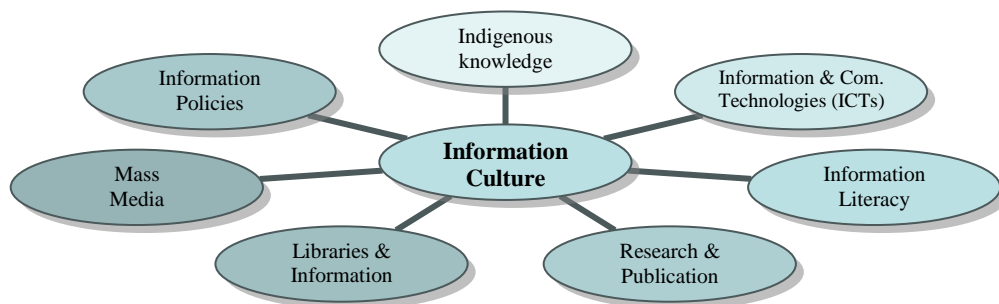 Indigenous
knowledge
Information
Policies
Information & Com.
Technologies (ICTs)
Information
Culture
Mass
Media
Information
Literacy
Libraries &
Information
Research &
Publication